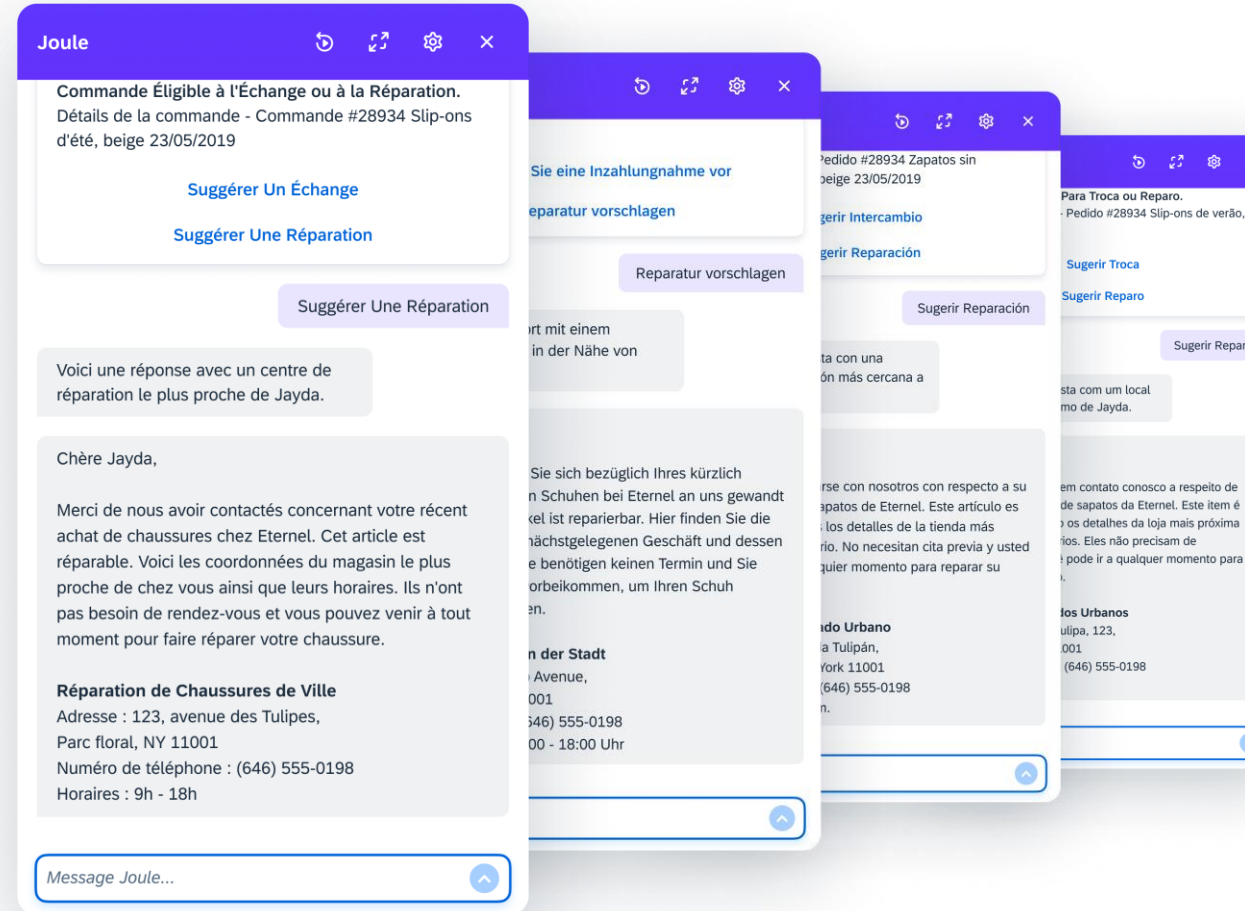 Joule
Commande Éligible à l'Échange ou à la Réparation.
Détails de la commande - Commande #28934 Slip-ons
d'été, beige 23/05/2019
Suggérer Un Échange
Suggérer Une Réparation
Suggérer Une Réparation
Voici une réponse avec un centre de
réparation le plus proche de Jayda.
Chère Jayda,
Merci de nous avoir contactés concernant votre récent
achat de chaussures chez Eternel. Cet article est
réparable. Voici les coordonnées du magasin le plus
proche de chez vous ainsi que leurs horaires. Ils n'ont
pas besoin de rendez-vous et vous pouvez venir à tout
moment pour faire réparer votre chaussure.
Réparation de Chaussures de Ville
Adresse : 123, avenue des Tulipes,
Parc floral, NY 11001
Numéro de téléphone : (646) 555-0198
Horaires : 9h - 18h
Message Joule...
Sie eine Inzahlungnahme vor
eparatur vorschlagen
Reparatur vorschlagen
ort mit einem
in der Nähe von
Sie sich bezüglich Ihres kürzlich
n Schuhen bei Eternel an uns gewandt
kel ist reparierbar. Hier finden Sie die
nächstgelegenen Geschäft und dessen
e benötigen keinen Termin und Sie
orbeikommen, um Ihren Schuh
en.
n der Stadt
Avenue,
001
646) 555-0198
00 - 18:00 Uhr
Pedido #28934 Zapatos sin
beige 23/05/2019
gerir Intercambio
gerir Reparación
Sugerir Reparación
ta con una
ón más cercana a
rse con nosotros con respecto a su
apatos de Eternel. Este artículo es
los detalles de la tienda más
rio. No necesitan cita previa y usted
quier momento para reparar su
ado Urbano
a Tulipán,
York 11001
(646) 555-0198
m.
Para Troca ou Reparo.
- Pedido #28934 Slip-ons de verão,
Sugerir Troca
Sugerir Reparo
Sugerir Repar
sta com um local
mo de Jayda.
em contato conosco a respeito de
de sapatos da Eternel. Este item é
os detalhes da loja mais próxima
rios. Eles não precisam de
pode ir a qualquer momento para
o.
dos Urbanos
ulipa, 123,
001
(646) 555-0198